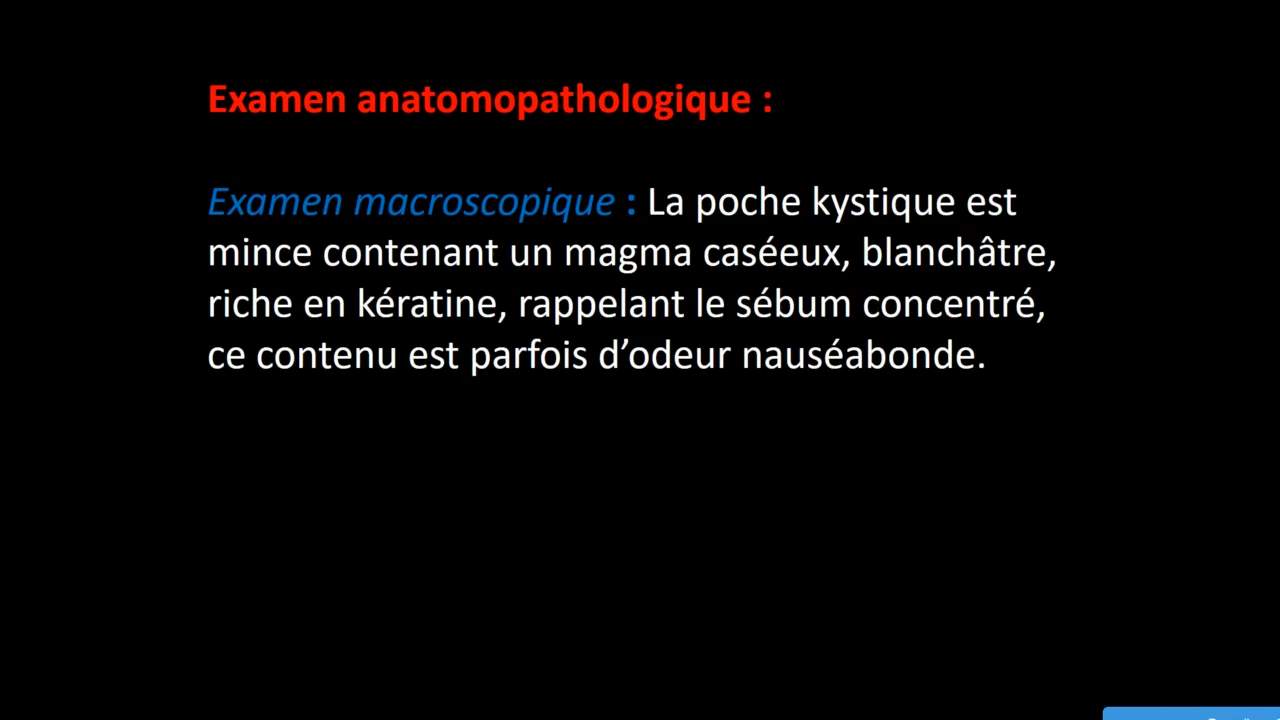 Examen anatomopathologique :
Examen macroscopique : La poche kystique est
mince contenant un magma caséeux, blanchâtre,
riche en kératine, rappelant le sébum concentré,
ce contenu est parfois d’odeur nauséabonde.